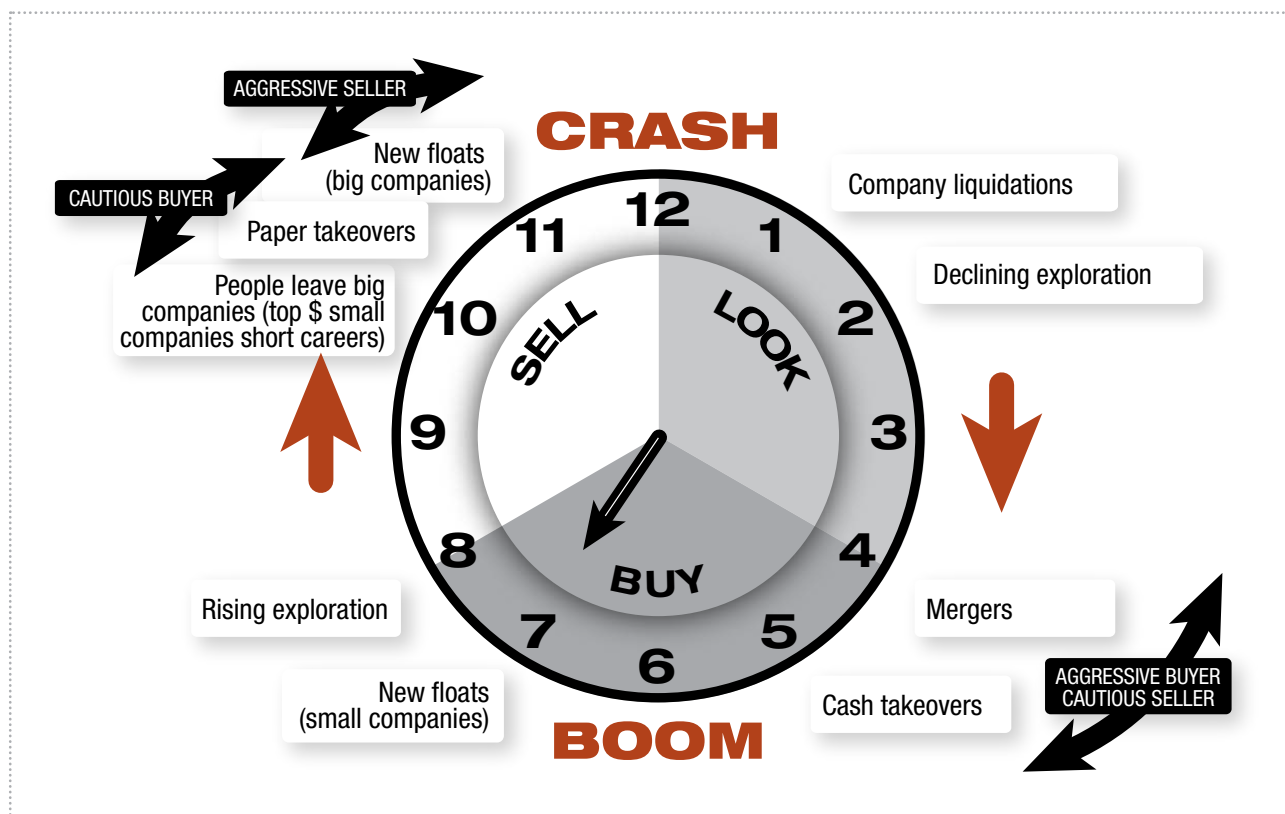 AGGRESSIVE SELLER
CRASH
New floats
(big companies)
Company liquidations
CAUTIOUS BUYER
Paper takeovers
12
11
1
Declining exploration
People leave big
companies (top $ small
companies short careers)
10
2
SELL
LOOK
9
3
8
4
BUY
Rising exploration
7
5
Mergers
6
New floats
(small companies)
Cash takeovers
AGGRESSIVE BUYER
CAUTIOUS SELLER
BOOM